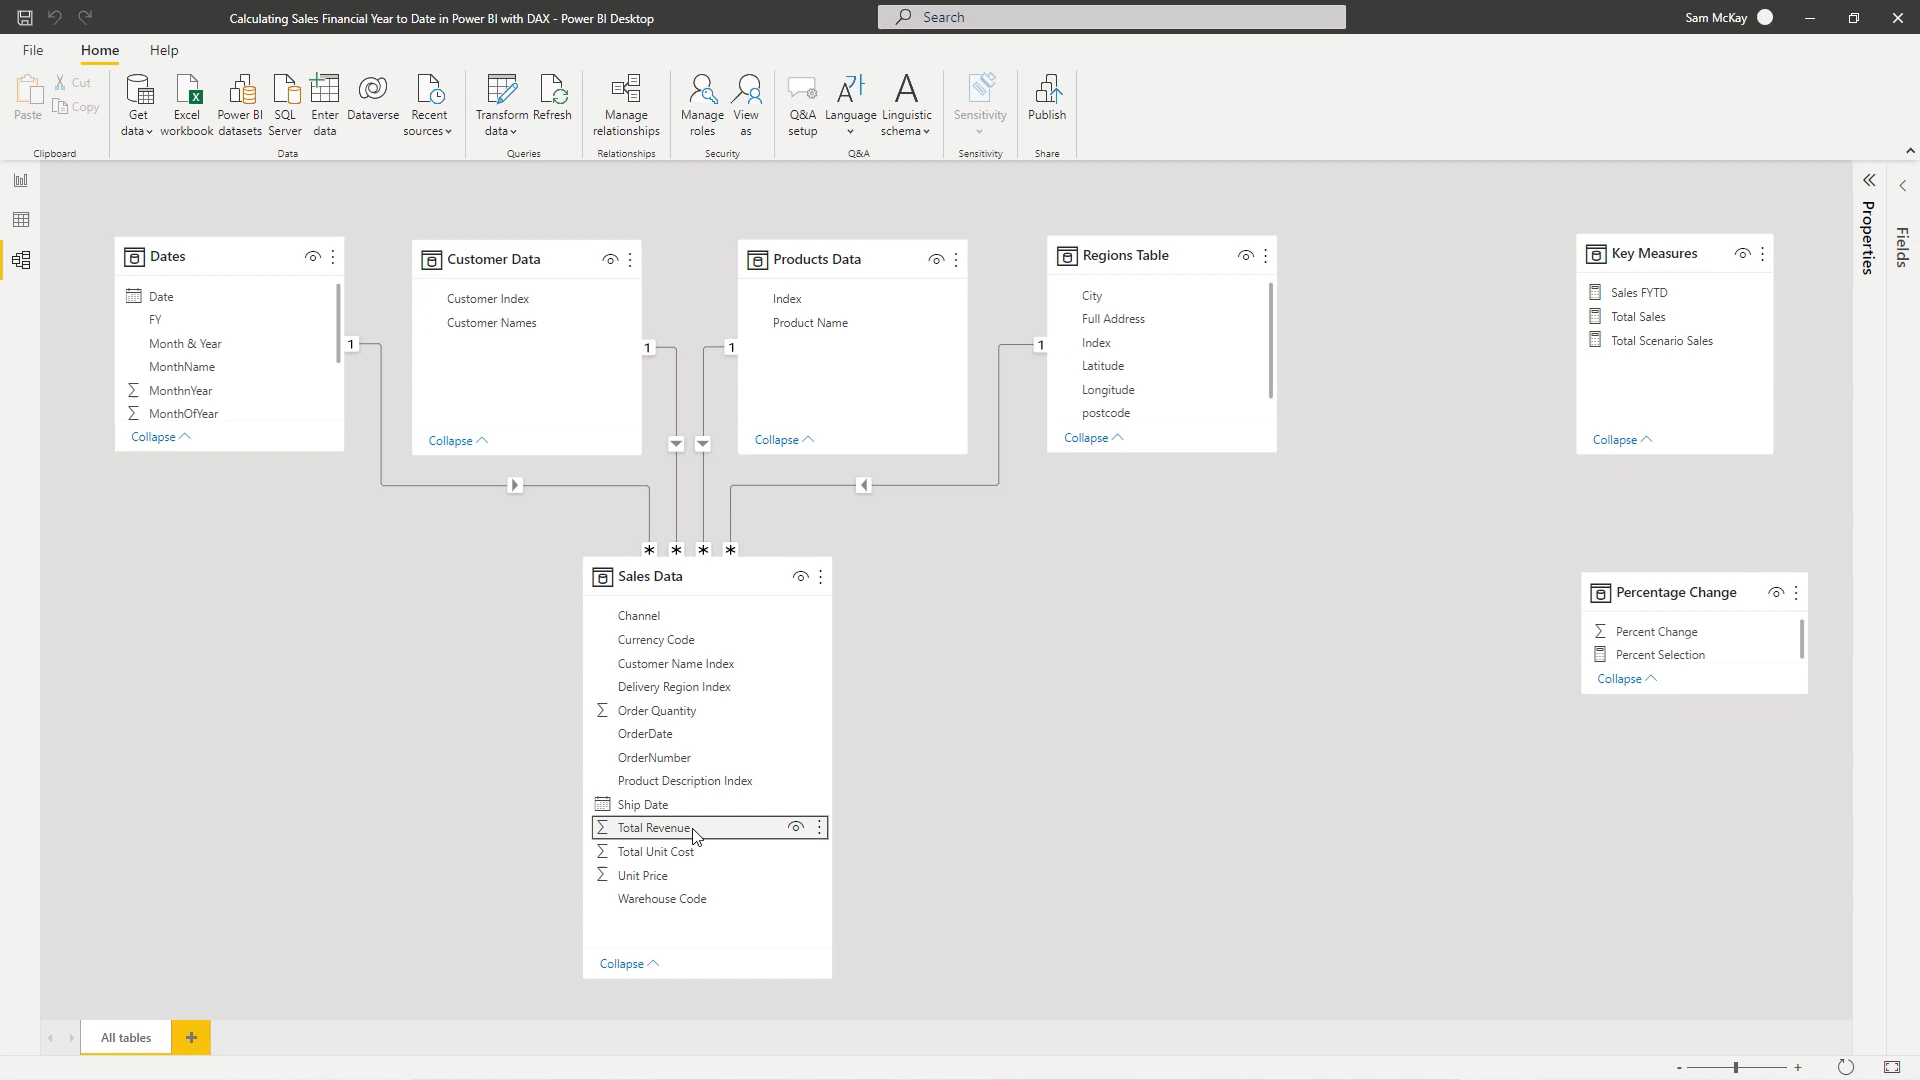 Calculating Sales Financial Year to Date in Power BI with DAX - Power BI Desktop
Search
Sam McKay
File
Home
Help
Paste
Cut
Copy
Clipboard
Get data
Excel workbook
Power BI datasets
SQL Server
Enter data
Dataverse
Recent sources
Data
Transform data
Refresh
Queries
Manage relationships
Relationships
Manage roles
View as
Security
Q&A setup
Language
Linguistic schema
Q&A
Sensitivity
Sensitivity
Publish
Share
Properties
Fields
Dates
Date
FY
Month & Year
MonthName
MonthnYear
MonthOfYear
Collapse
1
Customer Data
Customer Index
Customer Names
Collapse
1
Products Data
Index
Product Name
Collapse
1
Regions Table
City
Full Address
Index
Latitude
Longitude
postcode
Collapse
1
Key Measures
Sales FYTD
Total Sales
Total Scenario Sales
Collapse
* * * *
Sales Data
Channel
Currency Code
Customer Name Index
Delivery Region Index
Order Quantity
OrderDate
OrderNumber
Product Description Index
Ship Date
Total Revenue
Total Unit Cost
Unit Price
Warehouse Code
Collapse
Percentage Change
Percent Change
Percent Selection
Collapse
All tables
+
- +